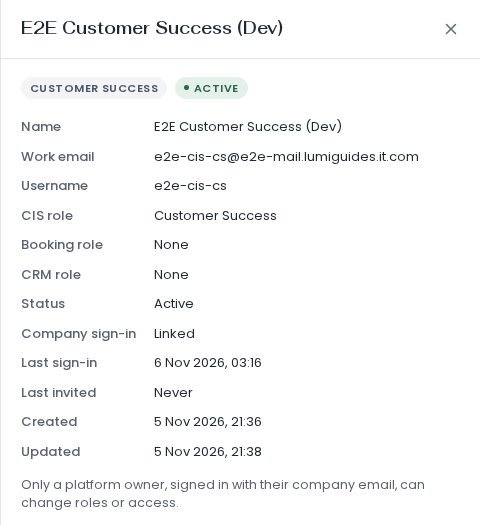 E2E Customer Success (Dev)
CUSTOMER SUCCESS ACTIVE
Name E2E Customer Success (Dev)
Work email e2e-cis-cs@e2e-mail.lumiguides.it.com
Username e2e-cis-cs
CIS role Customer Success
Booking role None
CRM role None
Status Active
Company sign-in Linked
Last sign-in 6 Nov 2026, 03:16
Last invited Never
Created 5 Nov 2026, 21:36
Updated 5 Nov 2026, 21:38
Only a platform owner, signed in with their company email, can
change roles or access.